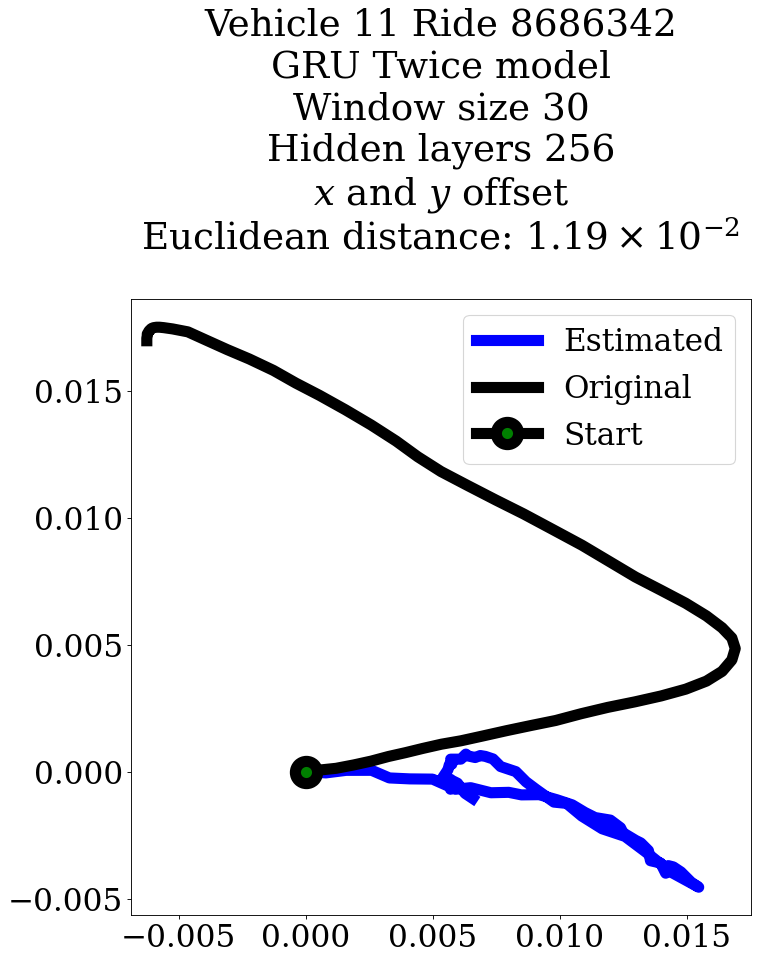 Vehicle 11 Ride 8686342
GRU Twice model
Window size 30
Hidden layers 256
x and y offset
Euclidean distance: 1.19 × 10⁻²
Estimated
Original
Start
0.015
0.010
0.005
0.000
−0.005
−0.005 0.000 0.005 0.010 0.015